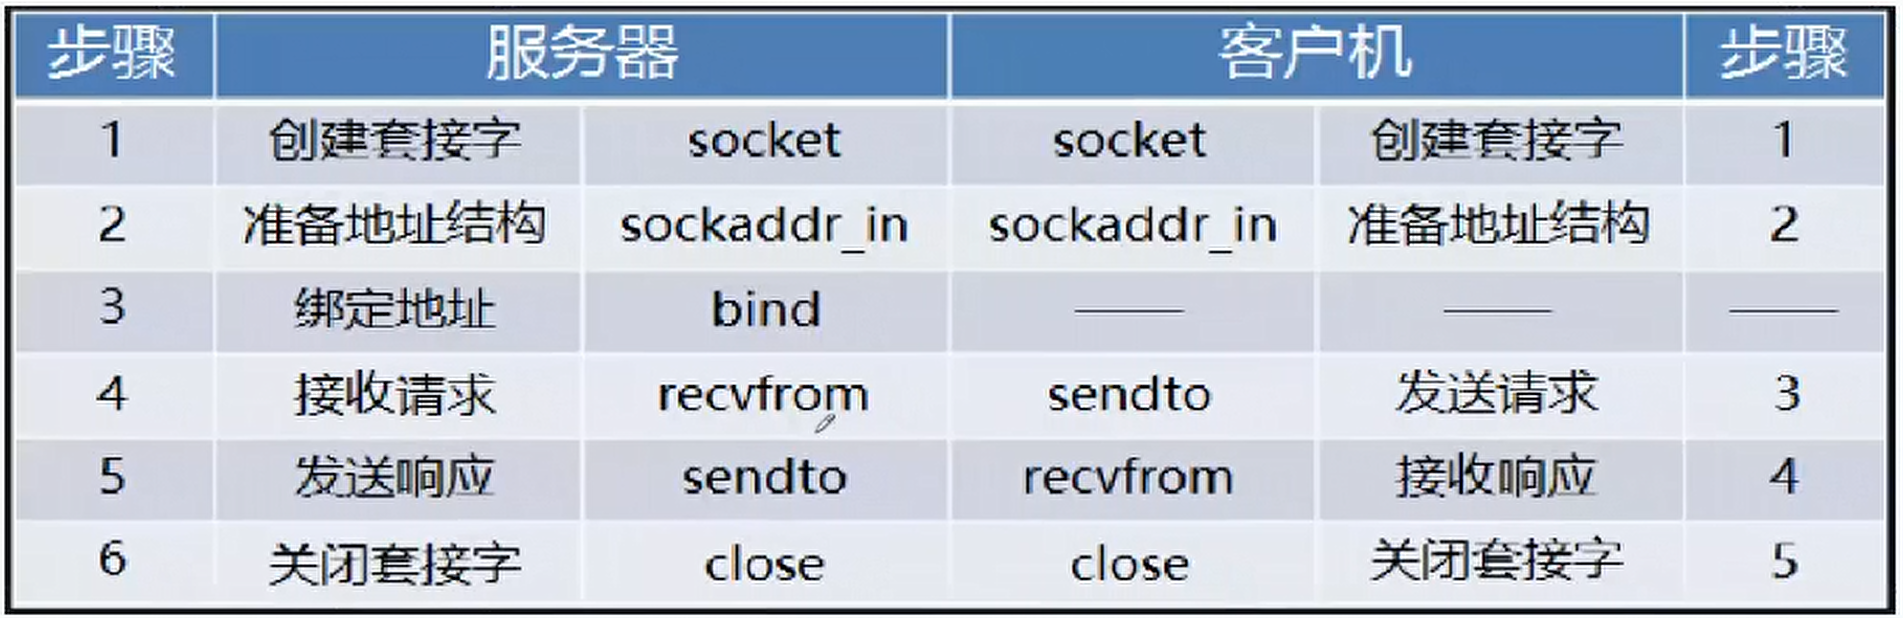 步骤 服务器 客户机 步骤
1 创建套接字 socket socket 创建套接字 1
2 准备地址结构 sockaddr_in sockaddr_in 准备地址结构 2
3 绑定地址 bind —— —— ——
4 接收请求 recvfrom sendto 发送请求 3
5 发送响应 sendto recvfrom 接收响应 4
6 关闭套接字 close close 关闭套接字 5